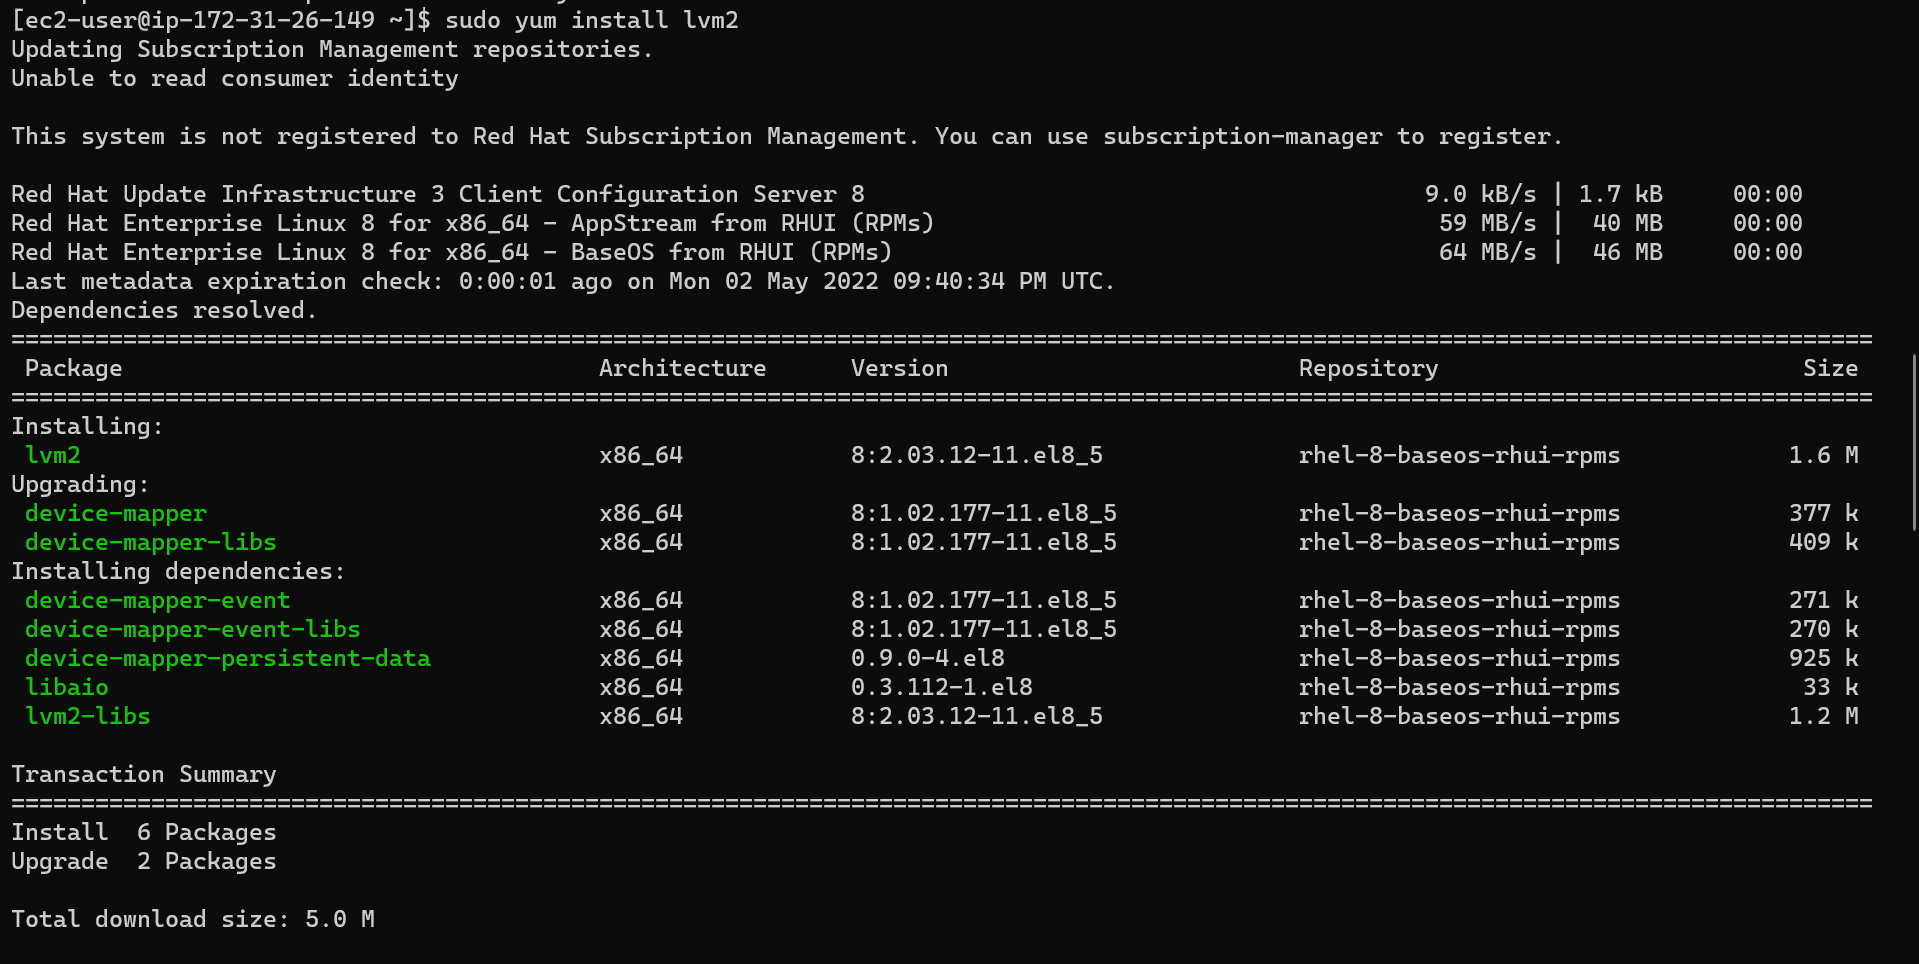 [ec2-user@ip-172-31-26-149 ~]$ sudo yum install lvm2
Updating Subscription Management repositories.
Unable to read consumer identity
This system is not registered to Red Hat Subscription Management. You can use subscription-manager to register.
Red Hat Update Infrastructure 3 Client Configuration Server 8 9.0 kB/s | 1.7 kB 00:00
Red Hat Enterprise Linux 8 for x86_64 - AppStream from RHUI (RPMs) 59 MB/s | 40 MB 00:00
Red Hat Enterprise Linux 8 for x86_64 - BaseOS from RHUI (RPMs) 64 MB/s | 46 MB 00:00
Last metadata expiration check: 0:00:01 ago on Mon 02 May 2022 09:40:34 PM UTC.
Dependencies resolved.
=====================================================================================================================================
Package Architecture Version Repository Size
=====================================================================================================================================
Installing:
lvm2 x86_64 8:2.03.12-11.el8_5 rhel-8-baseos-rhui-rpms 1.6 M
Upgrading:
device-mapper x86_64 8:1.02.177-11.el8_5 rhel-8-baseos-rhui-rpms 377 k
device-mapper-libs x86_64 8:1.02.177-11.el8_5 rhel-8-baseos-rhui-rpms 409 k
Installing dependencies:
device-mapper-event x86_64 8:1.02.177-11.el8_5 rhel-8-baseos-rhui-rpms 271 k
device-mapper-event-libs x86_64 8:1.02.177-11.el8_5 rhel-8-baseos-rhui-rpms 270 k
device-mapper-persistent-data x86_64 0.9.0-4.el8 rhel-8-baseos-rhui-rpms 925 k
libaio x86_64 0.3.112-1.el8 rhel-8-baseos-rhui-rpms 33 k
lvm2-libs x86_64 8:2.03.12-11.el8_5 rhel-8-baseos-rhui-rpms 1.2 M
Transaction Summary
=====================================================================================================================================
Install 6 Packages
Upgrade 2 Packages
Total download size: 5.0 M